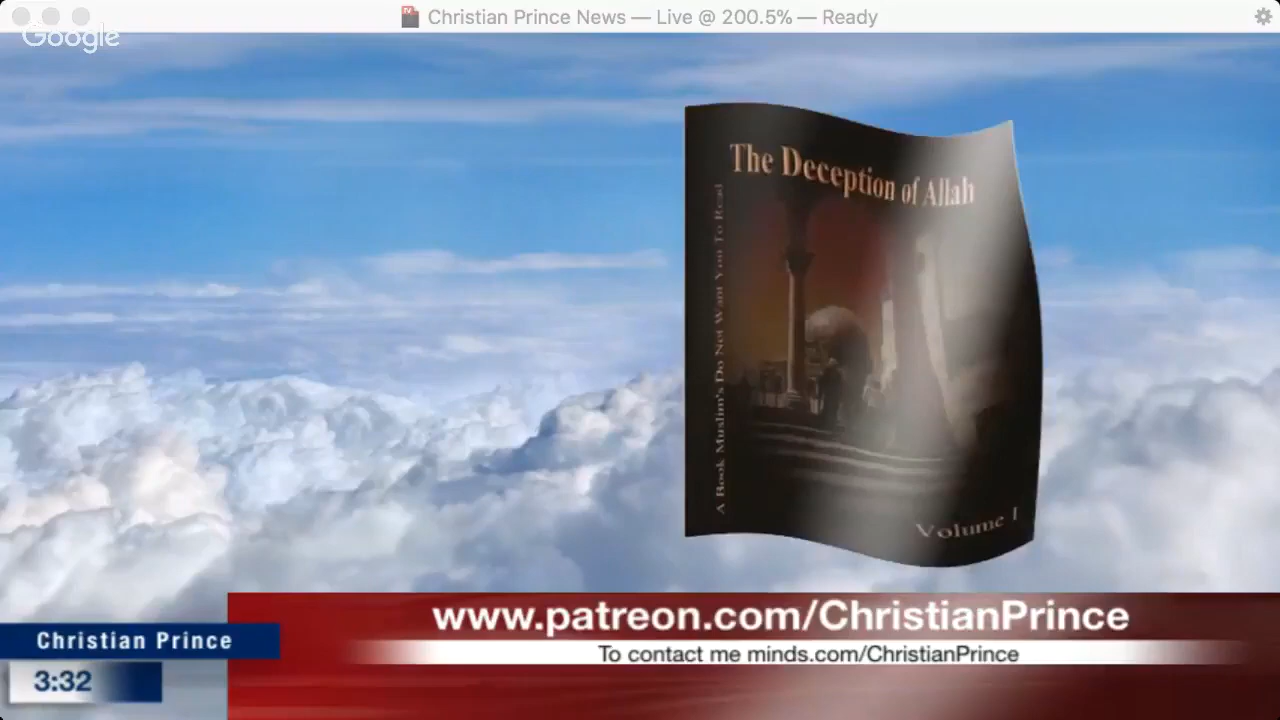 Christian Prince News — Live @ 200.5% — Ready
Google
The Deception of Allah
A Book Muslim's Do Not Want You To Read
Volume I
www.patreon.com/ChristianPrince
To contact me minds.com/ChristianPrince
Christian Prince
3:32